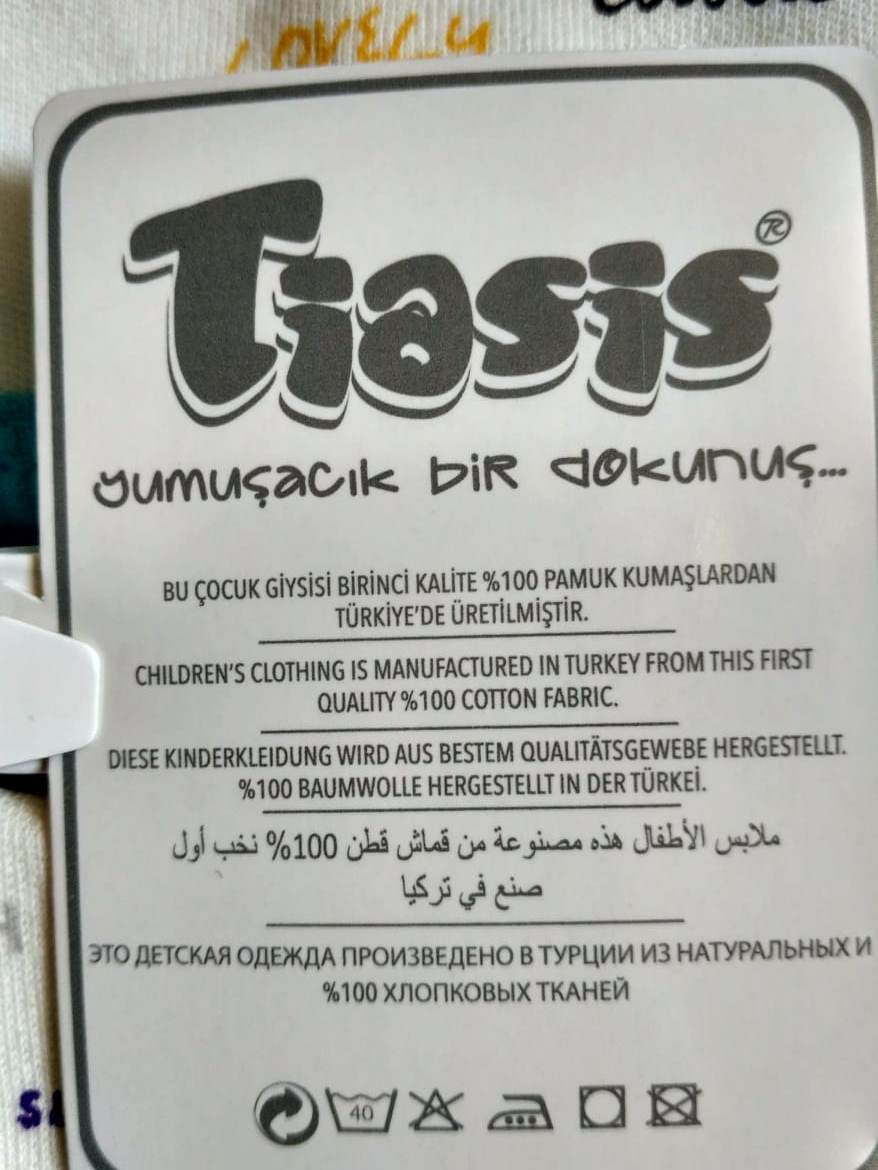 LOVELY
Tiasis®
yumuşacık bir dokunuş...
BU ÇOCUK GİYSİSİ BİRİNCİ KALİTE %100 PAMUK KUMAŞLARDAN
TÜRKİYE'DE ÜRETİLMİŞTİR.
CHILDREN'S CLOTHING IS MANUFACTURED IN TURKEY FROM THIS FIRST
QUALITY %100 COTTON FABRIC.
DIESE KINDERKLEIDUNG WIRD AUS BESTEM QUALITÄTSGEWEBE HERGESTELLT.
%100 BAUMWOLLE HERGESTELLT IN DER TÜRKEİ.
ملابس الأطفال هذه مصنوعة من قماش قطن 100% نخب أول
صنع في تركيا
ЭТО ДЕТСКАЯ ОДЕЖДА ПРОИЗВЕДЕНО В ТУРЦИИ ИЗ НАТУРАЛЬНЫХ И
%100 ХЛОПКОВЫХ ТКАНЕЙ
40